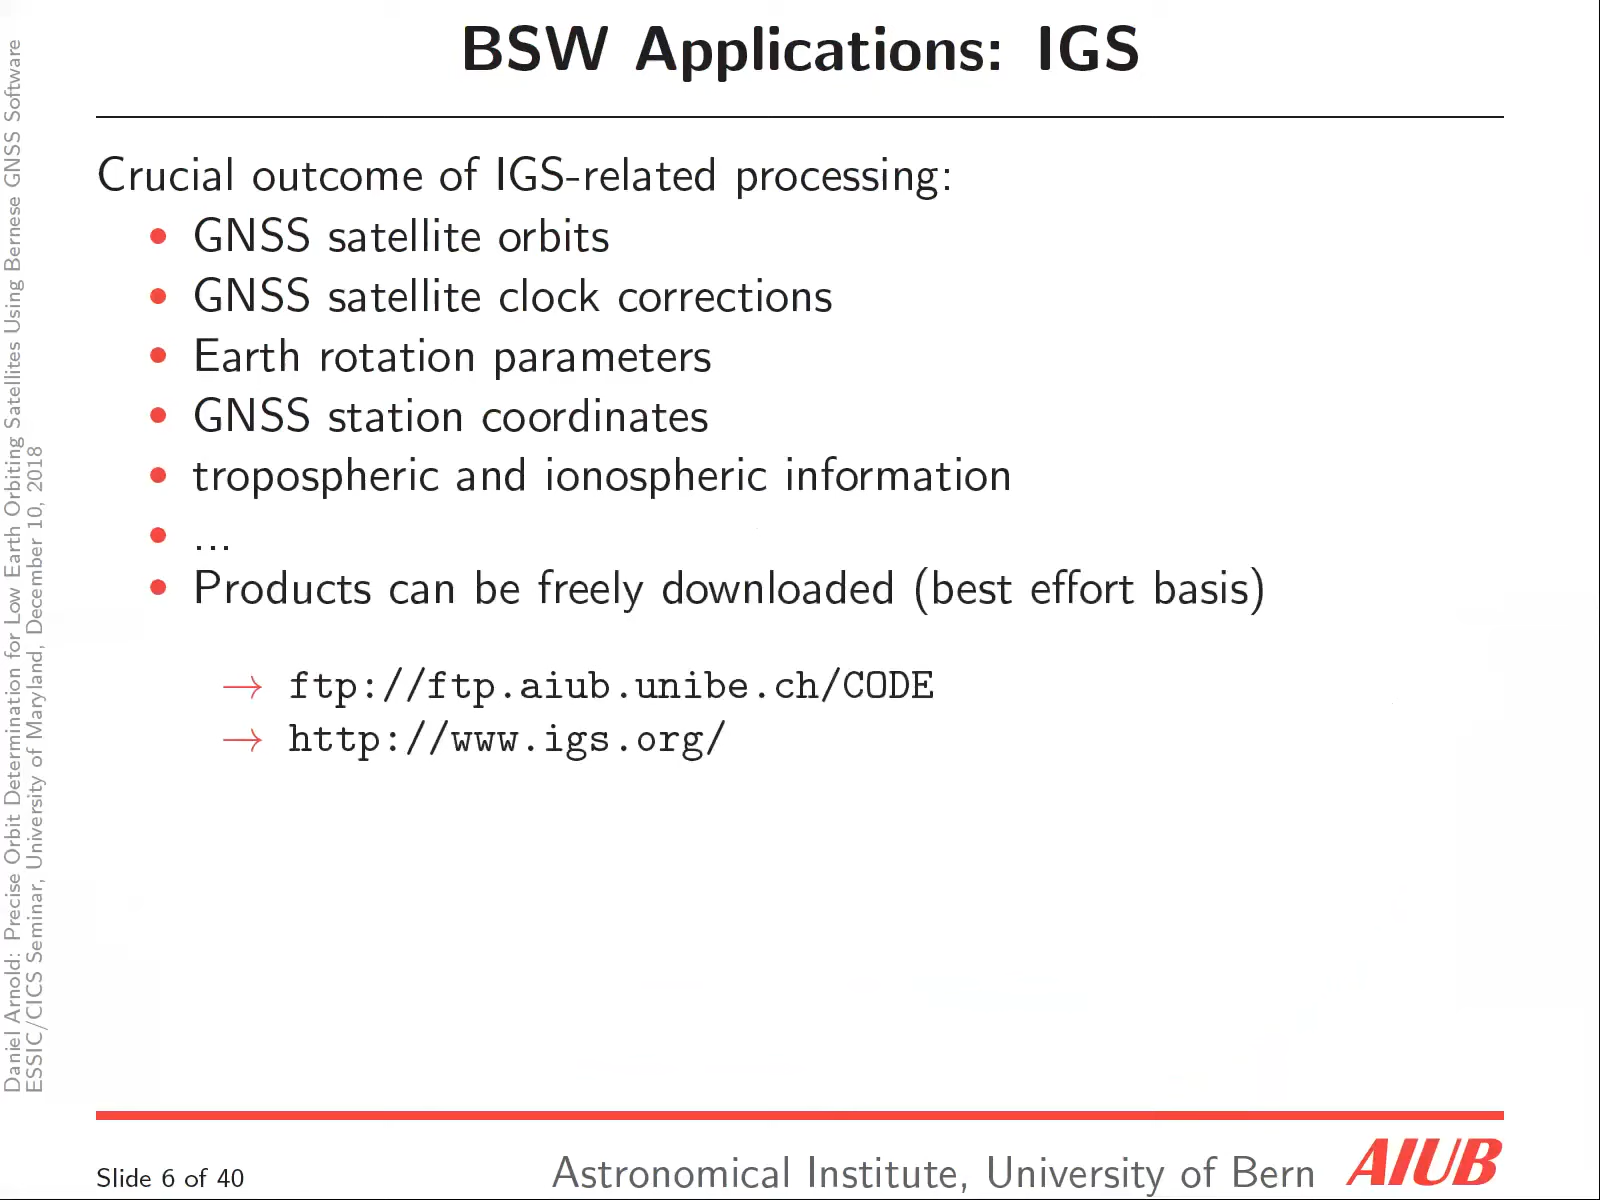 BSW Applications: IGS
Crucial outcome of IGS-related processing:
• GNSS satellite orbits
• GNSS satellite clock corrections
• Earth rotation parameters
• GNSS station coordinates
• tropospheric and ionospheric information
• ...
• Products can be freely downloaded (best effort basis)
→ ftp://ftp.aiub.unibe.ch/CODE
→ http://www.igs.org/
Daniel Arnold: Precise Orbit Determination for Low Earth Orbiting Satellites Using Bernese GNSS Software
ESSIC/CICS Seminar, University of Maryland, December 10, 2018
Slide 6 of 40
Astronomical Institute, University of Bern
AIUB